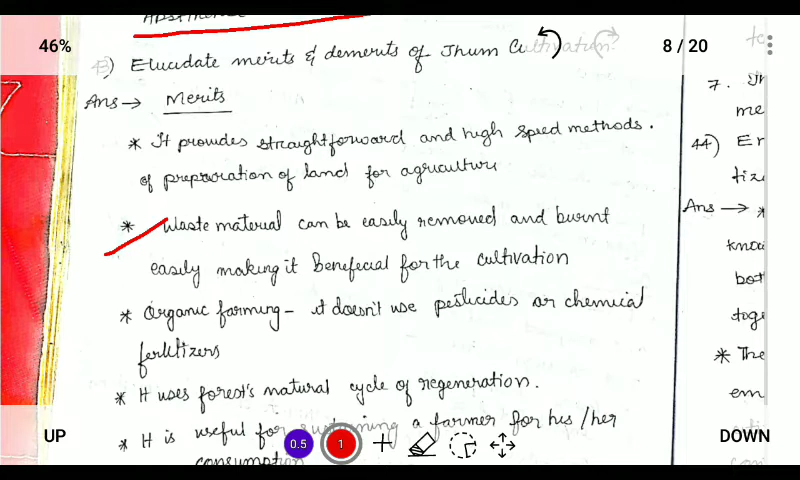 46%
8 / 20
43) Elucidate merits & demerits of Jhum Cultivation?
Ans → Merits
* It provides straightforward and high speed methods.
of preparation of land for agriculture
* Waste material can be easily removed and burnt
easily making it Benefecial for the cultivation
* Organic farming - it doesn't use pesticides or chemical
fertilizers
* It uses forest's natural cycle of regeneration.
* It is useful for sustaining a farmer for his/her
consumption
7.
me
44) Er
Ans → *
bot
toge
* The
em
UP
0.5
1
DOWN